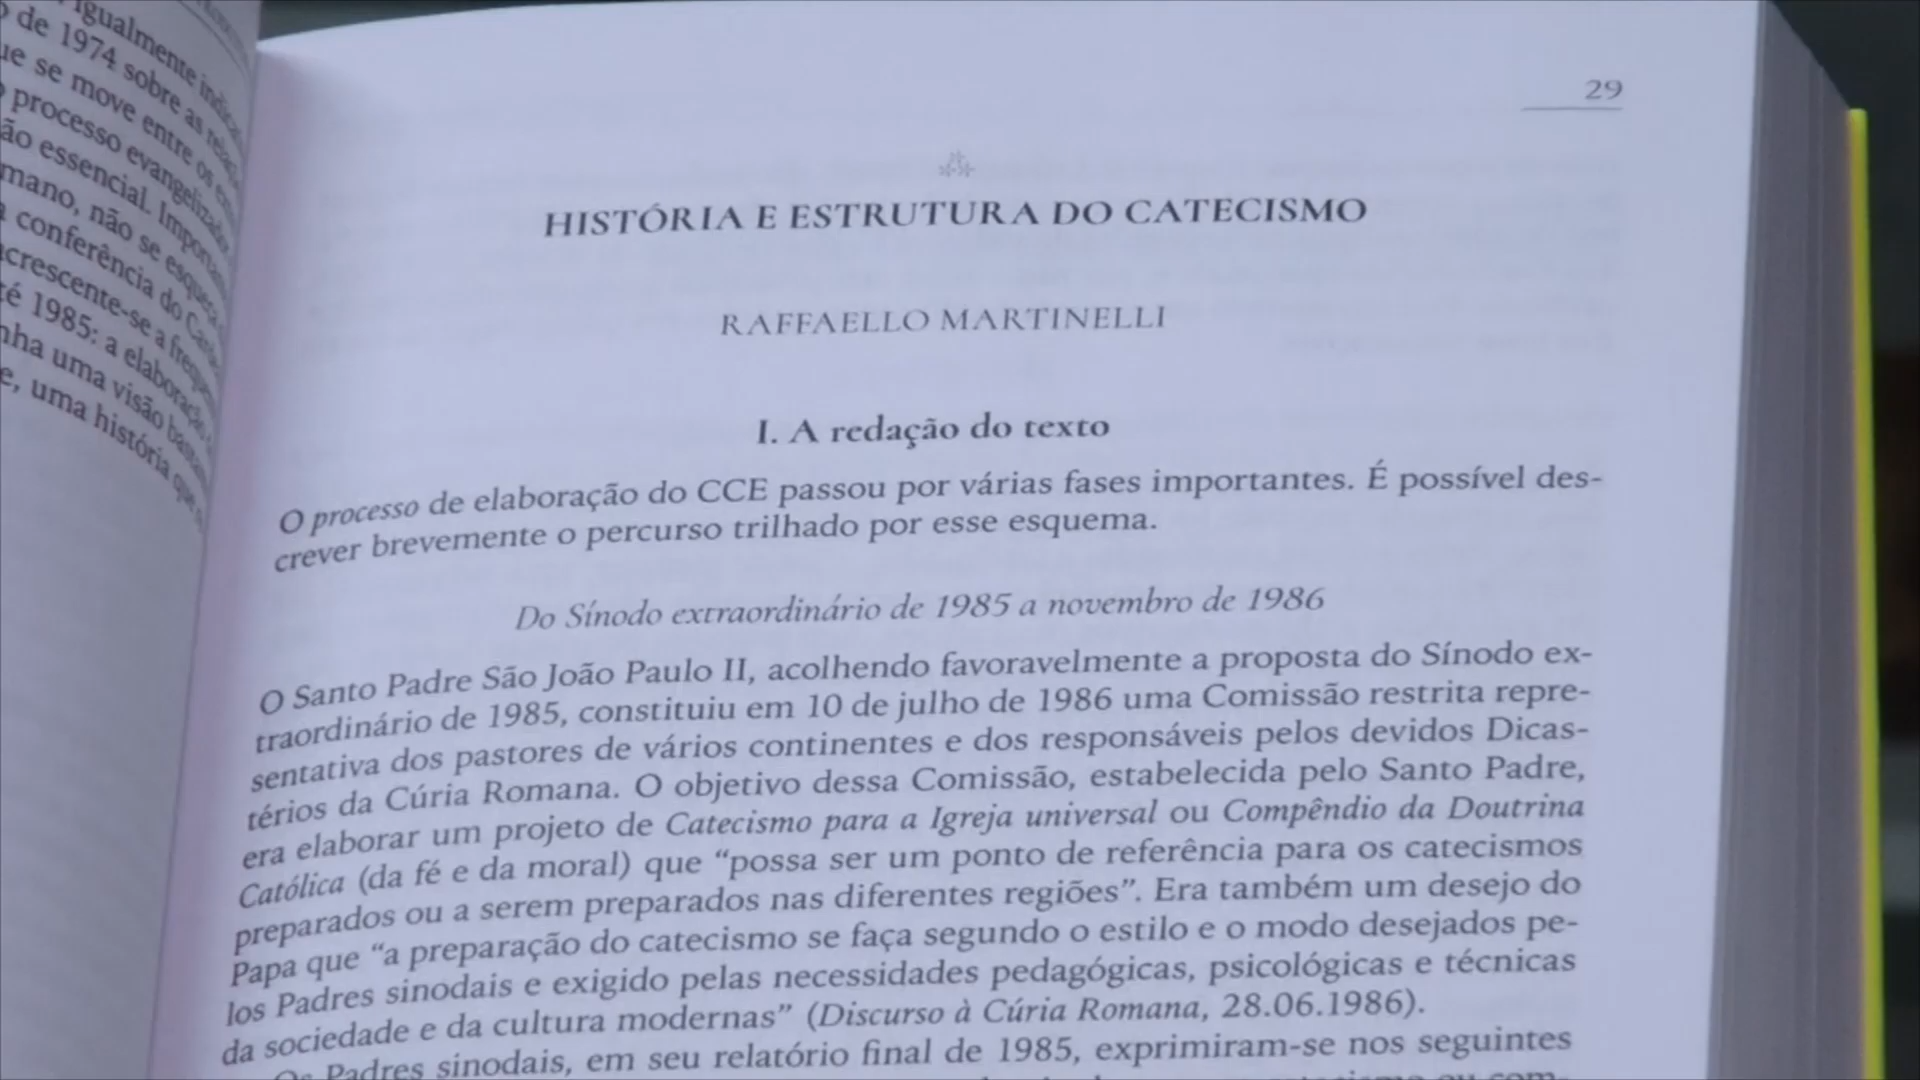 igualmente
de 1974 sobre as
ue se move entre os
processo evangelizador
ão essencial.
mano, não se esqueça
conferência do
crescente-se a
té 1985: a elaboração
nha uma visão
e, uma história que
29
HISTÓRIA E ESTRUTURA DO CATECISMO
RAFFAELLO MARTINELLI
I. A redação do texto
O processo de elaboração do CCE passou por várias fases importantes. É possível des-
crever brevemente o percurso trilhado por esse esquema.
Do Sínodo extraordinário de 1985 a novembro de 1986
O Santo Padre São João Paulo II, acolhendo favoravelmente a proposta do Sínodo ex-
traordinário de 1985, constituiu em 10 de julho de 1986 uma Comissão restrita repre-
sentativa dos pastores de vários continentes e dos responsáveis pelos devidos Dicas-
térios da Cúria Romana. O objetivo dessa Comissão, estabelecida pelo Santo Padre,
era elaborar um projeto de Catecismo para a Igreja universal ou Compêndio da Doutrina
Católica (da fé e da moral) que “possa ser um ponto de referência para os catecismos
preparados ou a serem preparados nas diferentes regiões”. Era também um desejo do
Papa que “a preparação do catecismo se faça segundo o estilo e o modo desejados pe-
los Padres sinodais e exigido pelas necessidades pedagógicas, psicológicas e técnicas
da sociedade e da cultura modernas” (Discurso à Cúria Romana, 28.06.1986).
Os Padres sinodais, em seu relatório final de 1985, exprimiram-se nos seguintes